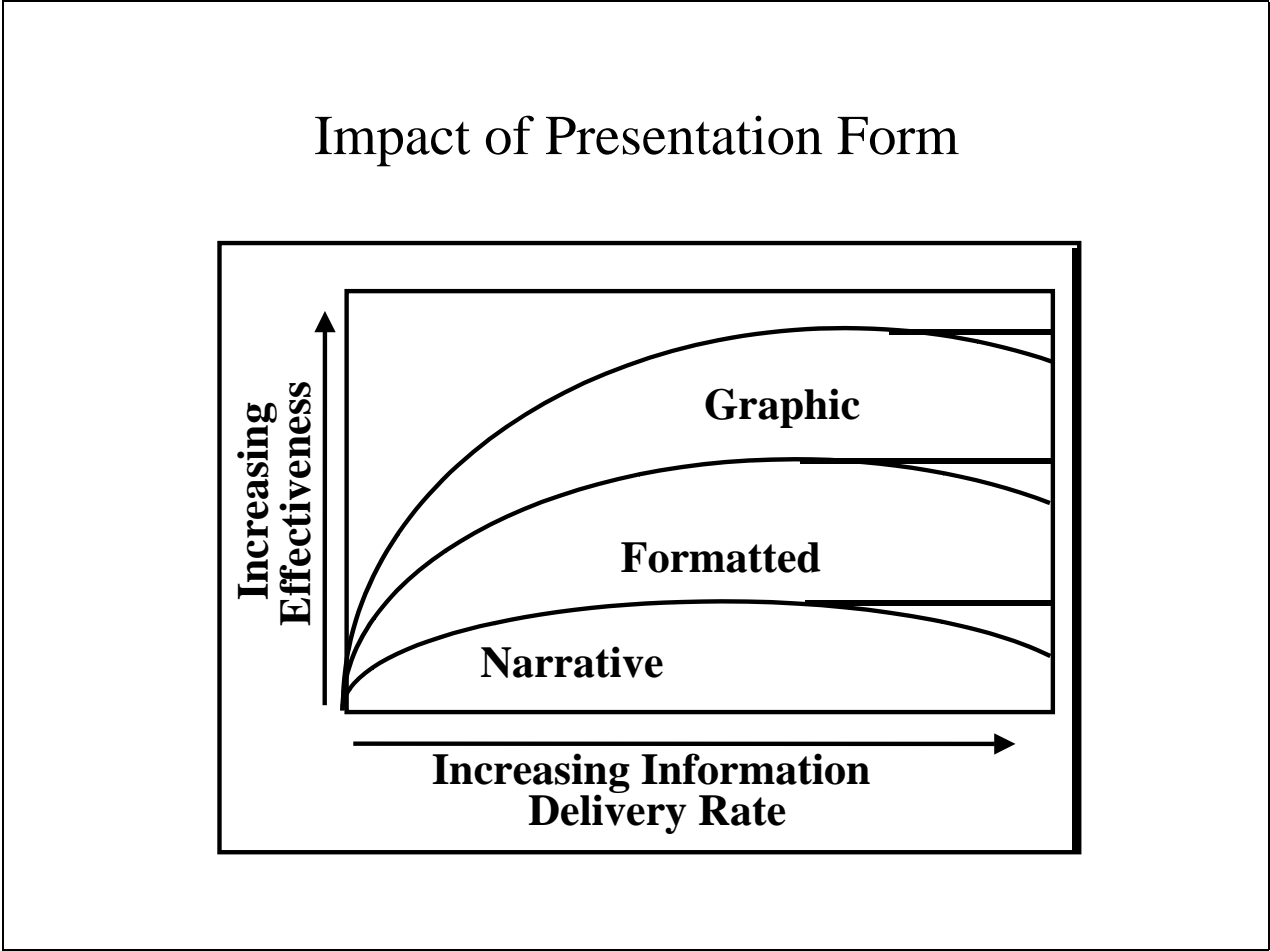 Impact of Presentation Form
Increasing
Effectiveness
Graphic
Formatted
Narrative
Increasing Information
Delivery Rate